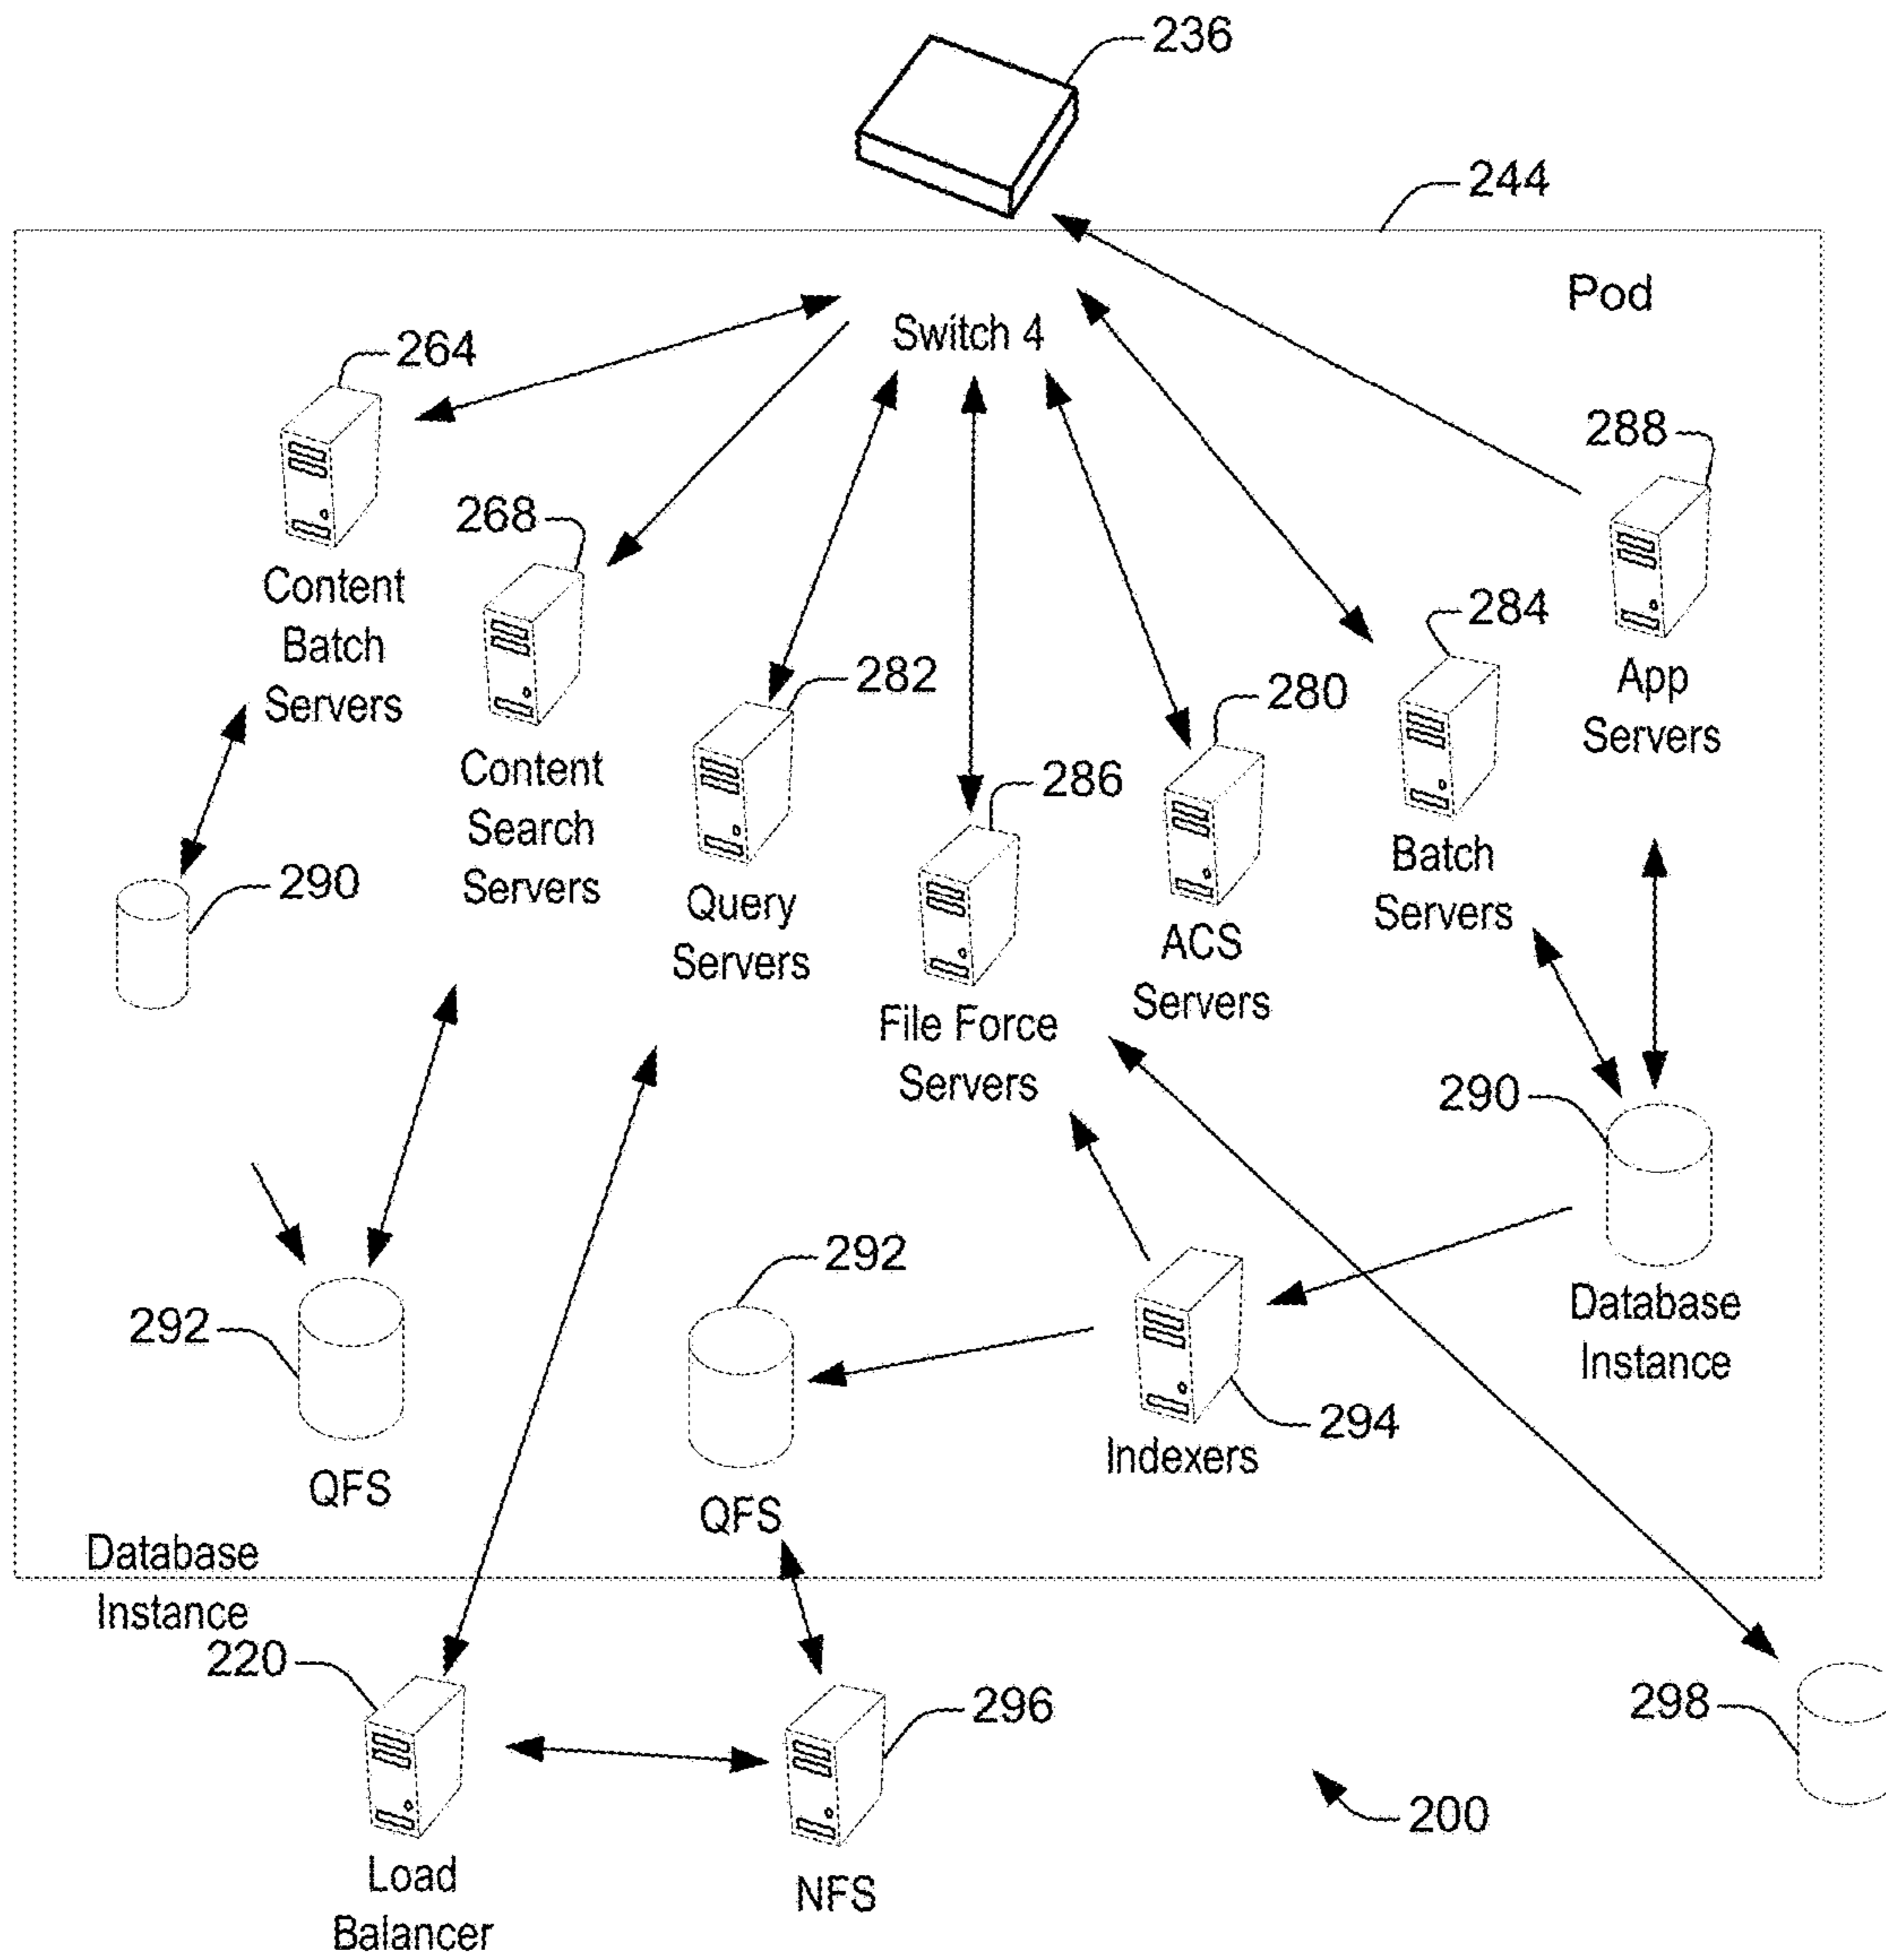 236
244
Pod
Switch 4
264
288
268
Content
Batch
Servers
284
282
280
App
Servers
Content
Search
Servers
286
290
Query
Servers
Batch
Servers
ACS
Servers
File Force
Servers
290
292
292
Database
Instance
294
Indexers
QFS
QFS
Database
Instance
220
296
298
200
Load
Balancer
NFS